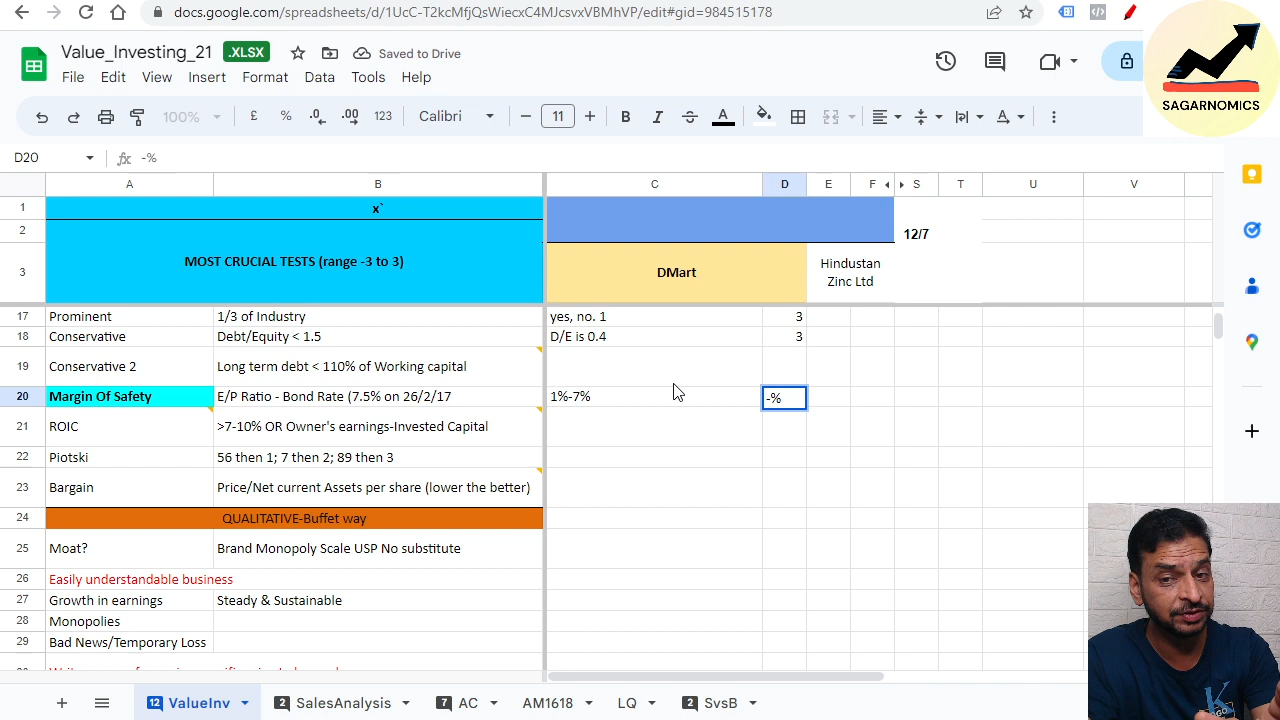 docs.google.com/spreadsheets/d/1UcC-T2kcMfjQsWiecxC4MJcsvxVBMhVP/edit#gid=984515178
Value_Investing_21 .XLSX Saved to Drive
File Edit View Insert Format Data Tools Help
SAGARNOMICS
100% £ % .0 .00 123 Calibri 11 B I S A
D20 fx -%
A B C D E F S T U V
1 x`
2 12/7
3 MOST CRUCIAL TESTS (range -3 to 3) DMart Hindustan
Zinc Ltd
17 Prominent 1/3 of Industry yes, no. 1 3
18 Conservative Debt/Equity < 1.5 D/E is 0.4 3
19 Conservative 2 Long term debt < 110% of Working capital
20 Margin Of Safety E/P Ratio - Bond Rate (7.5% on 26/2/17 1%-7% -%
21 ROIC >7-10% OR Owner's earnings-Invested Capital
22 Piotski 56 then 1; 7 then 2; 89 then 3
23 Bargain Price/Net current Assets per share (lower the better)
24 QUALITATIVE-Buffet way
25 Moat? Brand Monopoly Scale USP No substitute
26 Easily understandable business
27 Growth in earnings Steady & Sustainable
28 Monopolies
29 Bad News/Temporary Loss
12 ValueInv 2 SalesAnalysis 7 AC AM1618 LQ 2 SvsB